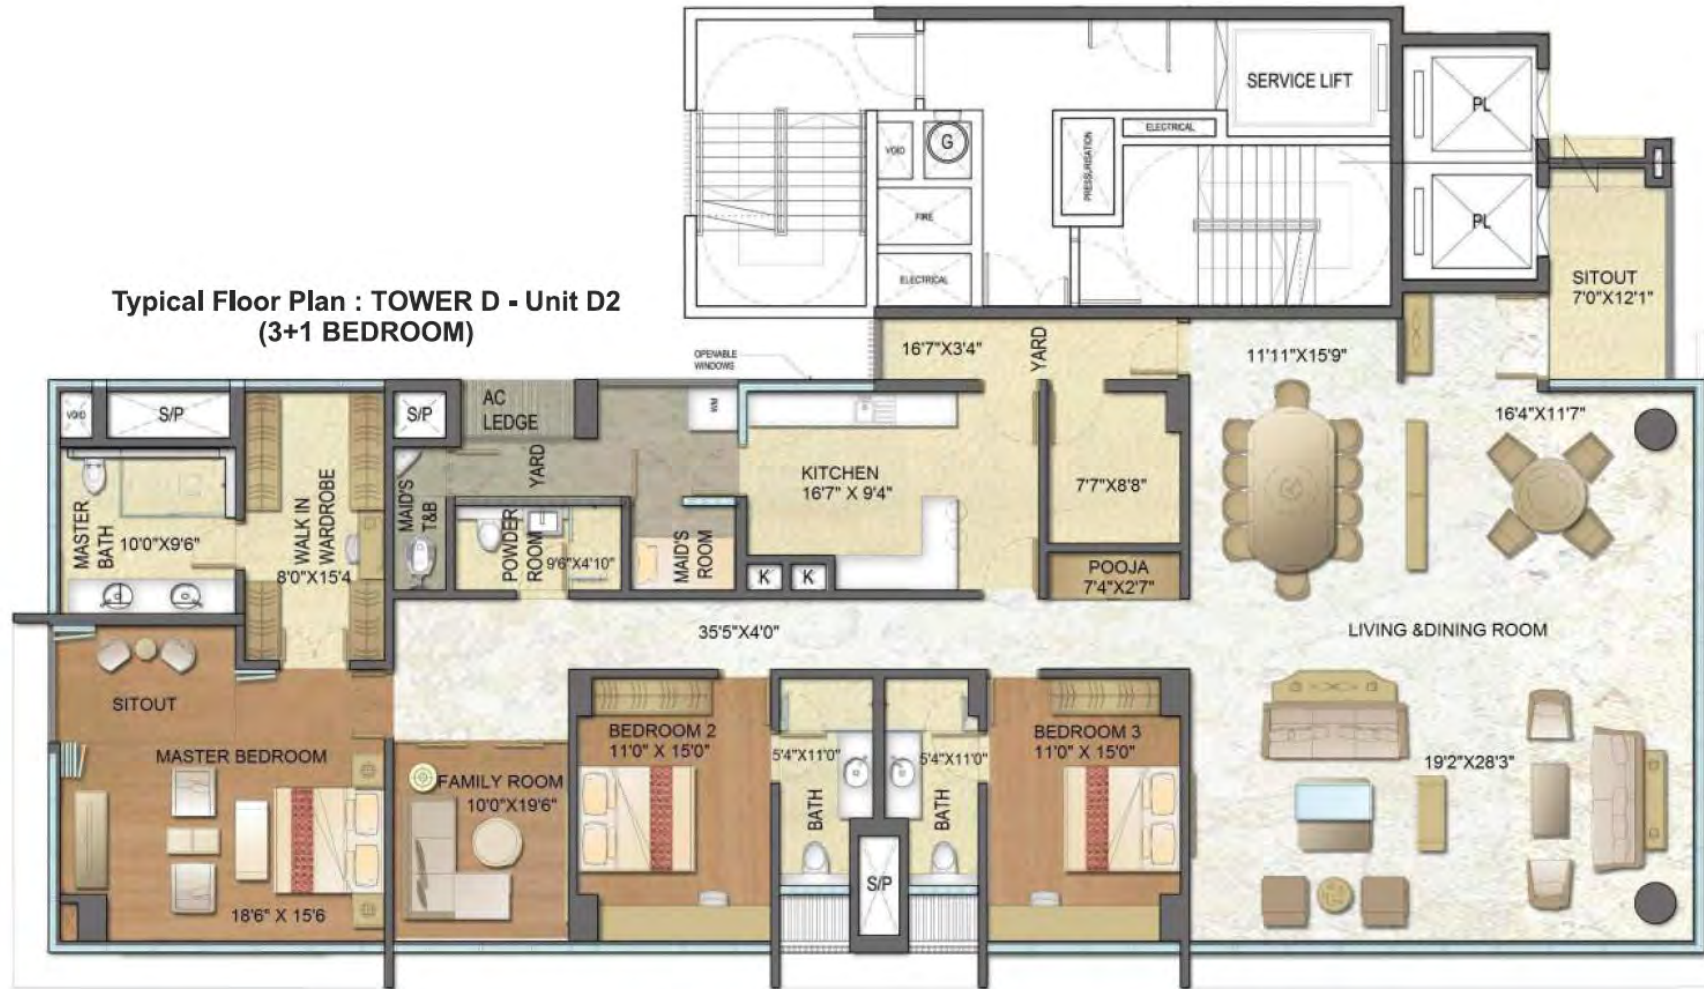 SERVICE LIFT
PL
ELECTRICAL
VOID
G
PRESSURISATION
FIRE
PL
ELECTRICAL
SITOUT
7'0"X12'1"
Typical Floor Plan : TOWER D - Unit D2
(3+1 BEDROOM)
OPENABLE
WINDOWS
16'7"X3'4"
YARD
11'11"X15'9"
VOID
S/P
S/P
AC
LEDGE
WM
16'4"X11'7"
MASTER
BATH
10'0"X9'6"
WALK IN
WARDROBE
8'0"X15'4
MAID'S
T&B
YARD
POWDER
ROOM
9'6"X4'10"
MAID'S
ROOM
KITCHEN
16'7" X 9'4"
7'7"X8'8"
K
K
POOJA
7'4"X2'7"
35'5"X4'0"
LIVING &DINING ROOM
SITOUT
MASTER BEDROOM
18'6" X 15'6
FAMILY ROOM
10'0"X19'6"
BEDROOM 2
11'0" X 15'0"
5'4"X11'0"
BATH
S/P
5'4"X11'0"
BATH
BEDROOM 3
11'0" X 15'0"
19'2"X28'3"